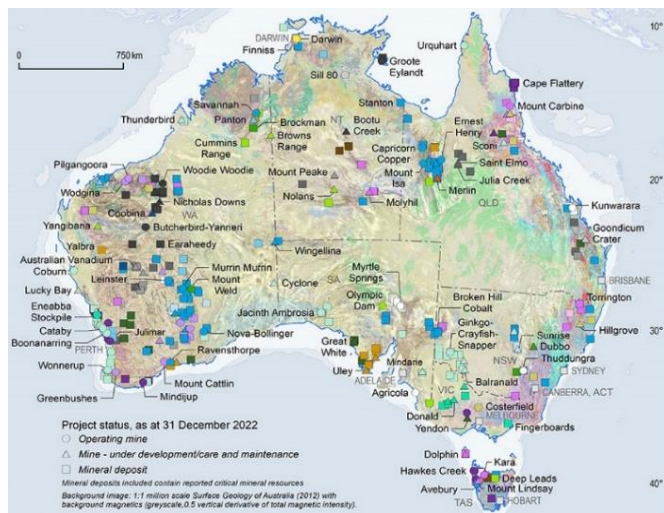 DARWIN
Darwin
Finniss
Sill 80
Groote
Eylandt
Urquhart
10°
0
750 km
Cape Flattery
Mount Carbine
Savannah
Panton
Stanton
NT
Bootu
Creek
Ernest
Henry
Thunderbird
Brockman
Browns
Range
Cummins
Range
Sconi
Capricorn
Copper
Saint Elmo
Pilgangoora
Woodie Woodie
Mount Peake
Mount
Isa
Julia Creek
20°
Wodgina
Nolans
Molyhil
Merlin
QLD
Nicholas Downs
Coobina
WA
Kunwarara
Yangibana
Butcherbird-Yanneri
Goondicum
Crater
Yalbra
Earaheedy
Wingellina
Australian Vanadium
Coburn
Murrin Murrin
Myrtle
Springs
BRISBANE
Leinster
Mount
Weld
Cyclone
SA
Lucky Bay
Olympic
Dam
Broken Hill
Cobalt
Torrington
Eneabba
Stockpile
Jacinth Ambrosia
Ginkgo-
Crayfish-
Snapper
Hillgrove
30°
Cataby
Julimar
Nova-Bollinger
Great
White
Sunrise
Dubbo
Boonanarring
PERTH
Mindarie
NSW
Thuddungra
Ravensthorpe
Uley
ADELAIDE
SYDNEY
Wonnerup
Mount Cattlin
Agricola
VIC
Balranald
CANBERRA, ACT
Greenbushes
Mindijup
Donald
Costerfield
MELBOURNE
Yendon
Fingerboards
Project status, as at 31 December 2022
Operating mine
Mine - under development/care and maintenance
Mineral deposit
Mineral deposits included contain reported critical mineral resources
Background image: 1:1 million scale Surface Geology of Australia (2012) with
background magnetics (greyscale,0.5 vertical derivative of total magnetic intensity).
Dolphin
Hawkes Creek
Kara
Deep Leads
40°
Avebury
Mount Lindsay
TAS
HOBART